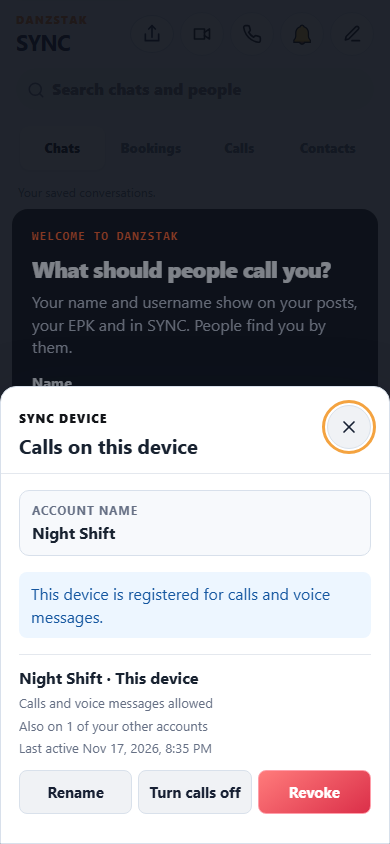 DANZSTAK
SYNC
Search chats and people
Chats
Bookings
Calls
Contacts
Your saved conversations.
WELCOME TO DANZSTAK
What should people call you?
Your name and username show on your posts,
your EPK and in SYNC. People find you by
them.
Name
SYNC DEVICE
Calls on this device
ACCOUNT NAME
Night Shift
This device is registered for calls and voice
messages.
Night Shift · This device
Calls and voice messages allowed
Also on 1 of your other accounts
Last active Nov 17, 2026, 8:35 PM
Rename
Turn calls off
Revoke